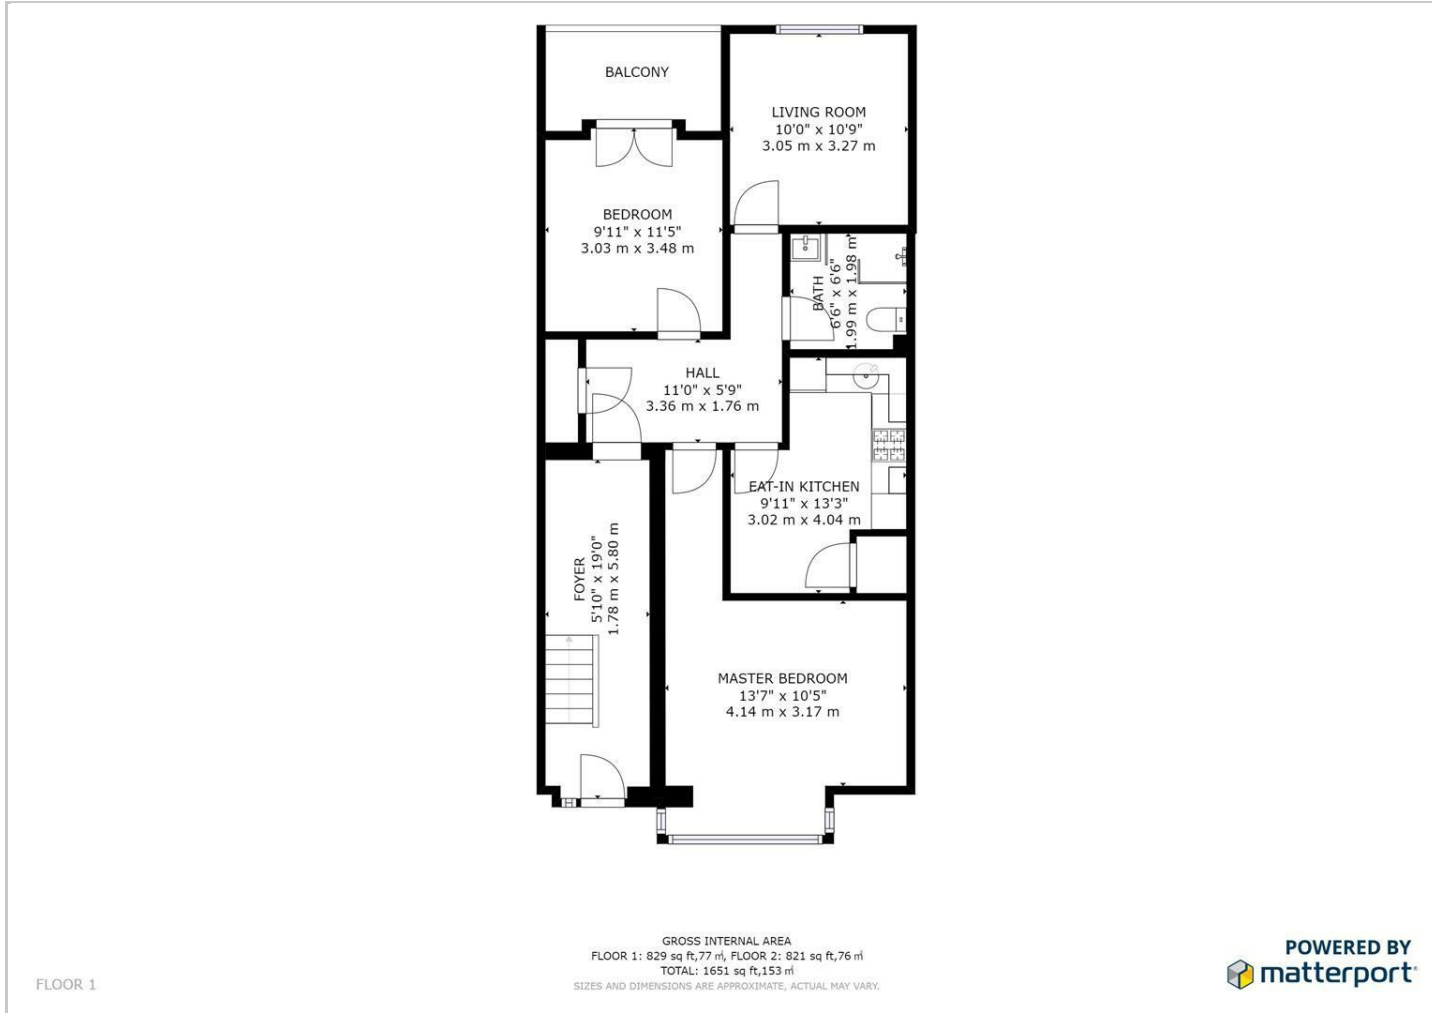 BALCONY
LIVING ROOM
10'0" x 10'9"
3.05 m x 3.27 m
BEDROOM
9'11" x 11'5"
3.03 m x 3.48 m
BATH
6'6" x 6'6"
1.99 m x 1.98 m
HALL
11'0" x 5'9"
3.36 m x 1.76 m
EAT-IN KITCHEN
9'11" x 13'3"
3.02 m x 4.04 m
FOYER
5'10" x 19'0"
1.78 m x 5.80 m
MASTER BEDROOM
13'7" x 10'5"
4.14 m x 3.17 m
GROSS INTERNAL AREA
FLOOR 1: 829 sq ft,77 ㎡, FLOOR 2: 821 sq ft,76 ㎡
TOTAL: 1651 sq ft,153 ㎡
SIZES AND DIMENSIONS ARE APPROXIMATE, ACTUAL MAY VARY.
FLOOR 1
POWERED BY
matterport